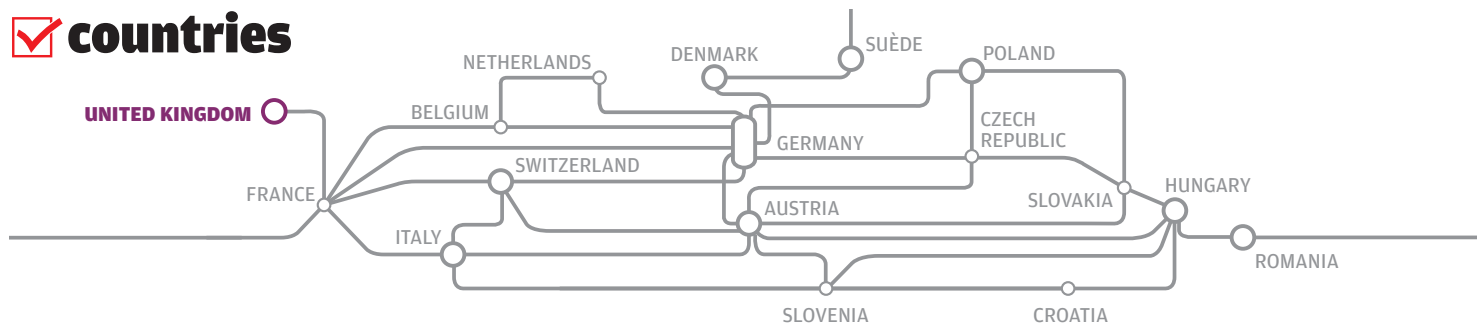 countries
SUÈDE
DENMARK
POLAND
NETHERLANDS
UNITED KINGDOM
BELGIUM
CZECH
REPUBLIC
GERMANY
SWITZERLAND
FRANCE
SLOVAKIA
HUNGARY
AUSTRIA
ITALY
ROMANIA
SLOVENIA
CROATIA